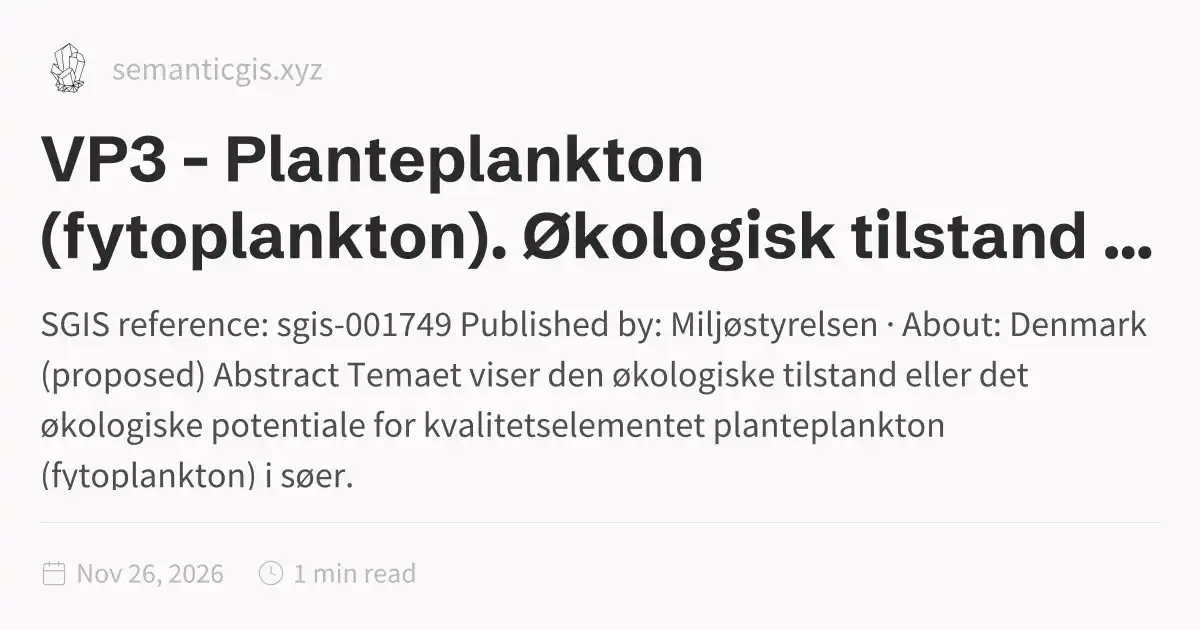 semanticgis.xyz
VP3 - Planteplankton
(fytoplankton). Økologisk tilstand ...
SGIS reference: sgis-001749 Published by: Miljøstyrelsen · About: Denmark
(proposed) Abstract Temaet viser den økologiske tilstand eller det
økologiske potentiale for kvalitetselementet planteplankton
(fytoplankton) i søer.
Nov 26, 2026
1 min read